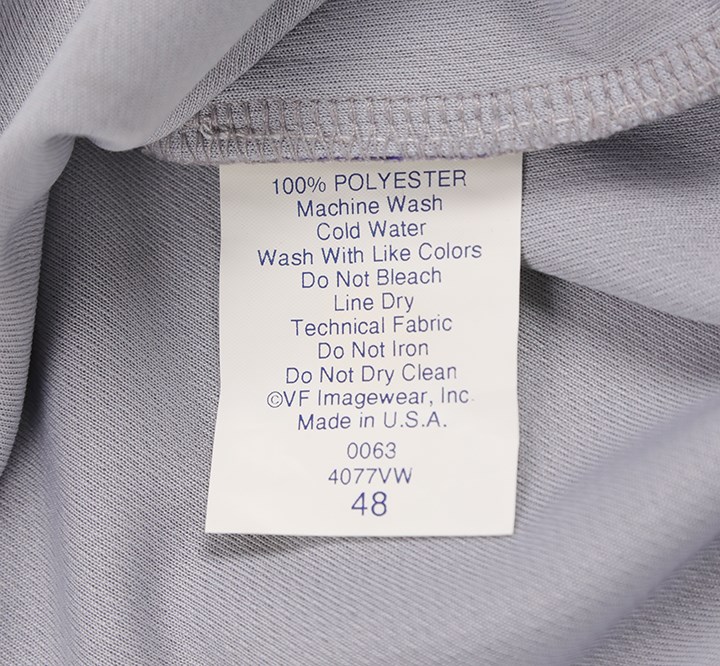 100% POLYESTER
Machine Wash
Cold Water
Wash With Like Colors
Do Not Bleach
Line Dry
Technical Fabric
Do Not Iron
Do Not Dry Clean
©VF Imagewear, Inc.
Made in U.S.A.
0063
4077VW
48